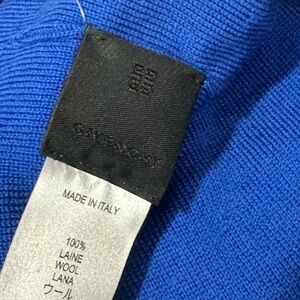 GIVENCHY
MADE IN ITALY
100%
LAINE
WOOL
LANA
ウール